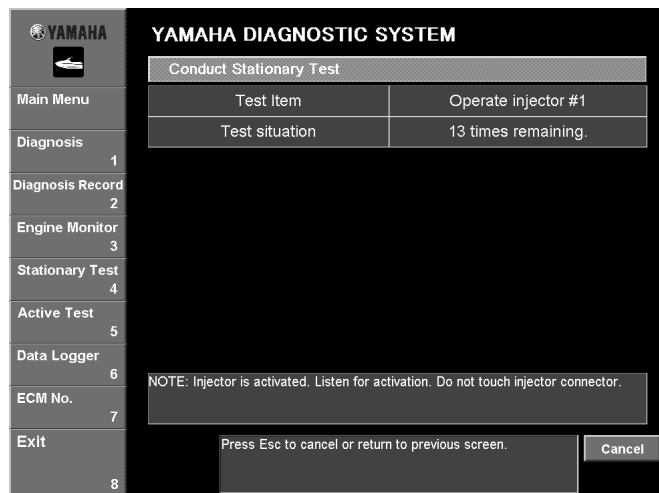 YAMAHA
YAMAHA DIAGNOSTIC SYSTEM
Conduct Stationary Test
Test Item Operate injector #1
Test situation 13 times remaining.
Main Menu
Diagnosis
1
Diagnosis Record
2
Engine Monitor
3
Stationary Test
4
Active Test
5
Data Logger
6
ECM No.
7
Exit
8
NOTE: Injector is activated. Listen for activation. Do not touch injector connector.
Press Esc to cancel or return to previous screen.
Cancel